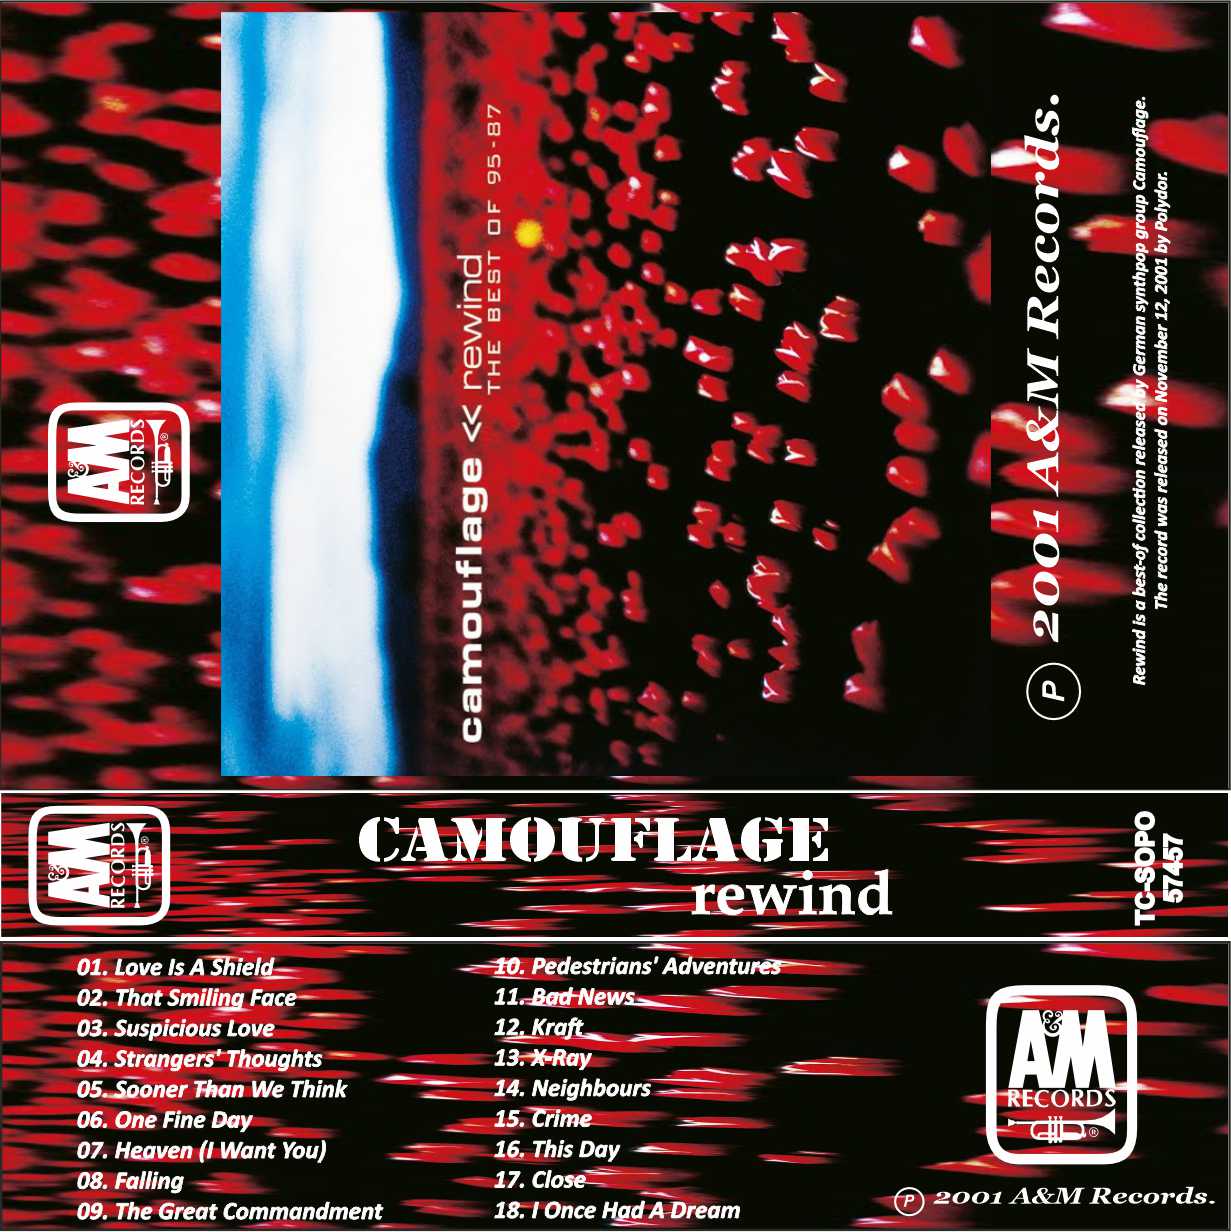 A&M
RECORDS
®
camouflage << rewind
THE BEST OF 95-87
P 2001 A&M Records.
Rewind is a best-of collection released by German synthpop group Camouflage.
The record was released on November 12, 2001 by Polydor.
A&M
RECORDS
®
CAMOUFLAGE
rewind
TC-SOPO
57457
01. Love Is A Shield
02. That Smiling Face
03. Suspicious Love
04. Strangers' Thoughts
05. Sooner Than We Think
06. One Fine Day
07. Heaven (I Want You)
08. Falling
09. The Great Commandment
10. Pedestrians' Adventures
11. Bad News
12. Kraft
13. X-Ray
14. Neighbours
15. Crime
16. This Day
17. Close
18. I Once Had A Dream
A&M
RECORDS
®
P 2001 A&M Records.